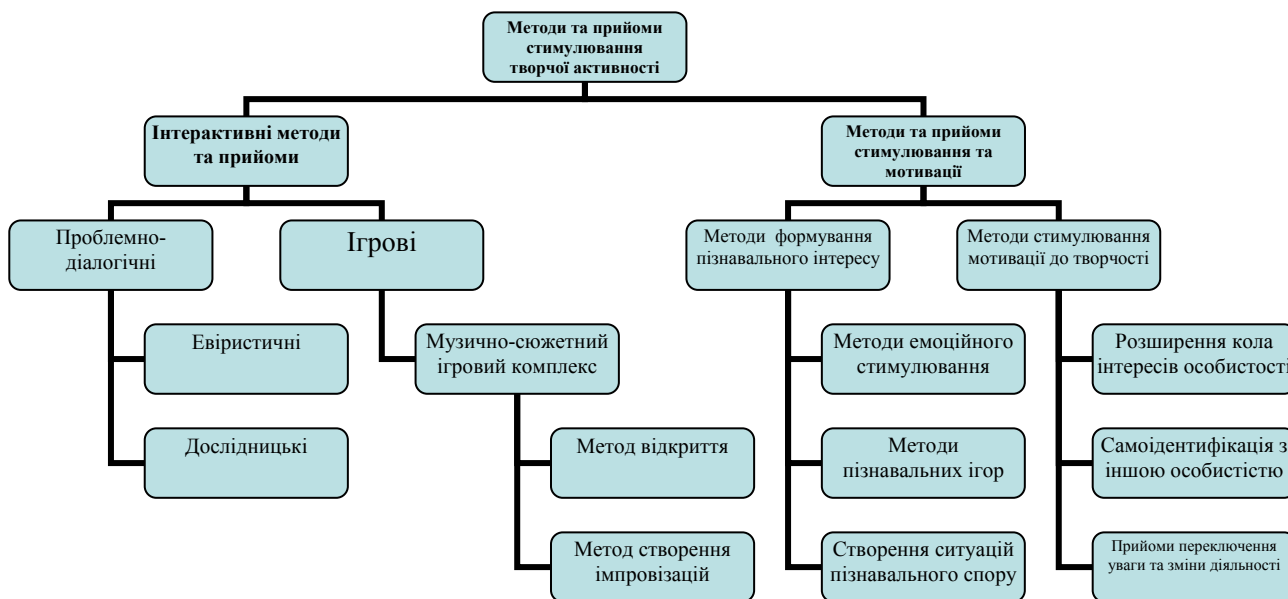 Методи та прийоми
стимулювання
творчої активності
Інтерактивні методи
та прийоми
Методи та прийоми
стимулювання та
мотивації
Проблемно-
діалогічні
Ігрові
Методи формування
пізнавального інтересу
Методи стимулювання
мотивації до творчості
Евіристичні
Музично-сюжетний
ігровий комплекс
Методи емоційного
стимулювання
Розширення кола
інтересів особистості
Дослідницькі
Метод відкриття
Методи
пізнавальних ігор
Самоідентифікація з
іншою особистістю
Метод створення
імпровізацій
Створення ситуацій
пізнавального спору
Прийоми переключення
уваги та зміни діяльності